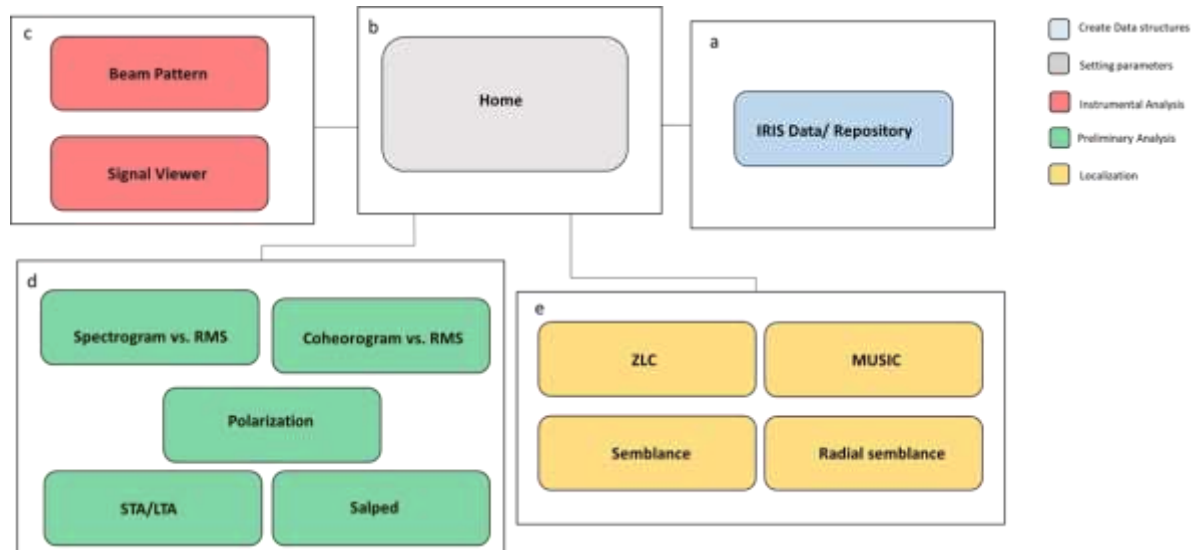 c
Beam Pattern
Signal Viewer
b
Home
a
IRIS Data/ Repository
Create Data structures
Setting parameters
Instrumental Analysis
Preliminary Analysis
Localization
d
Spectrogram vs. RMS
Coheorogram vs. RMS
Polarization
STA/LTA
Salped
e
ZLC
MUSIC
Semblance
Radial semblance